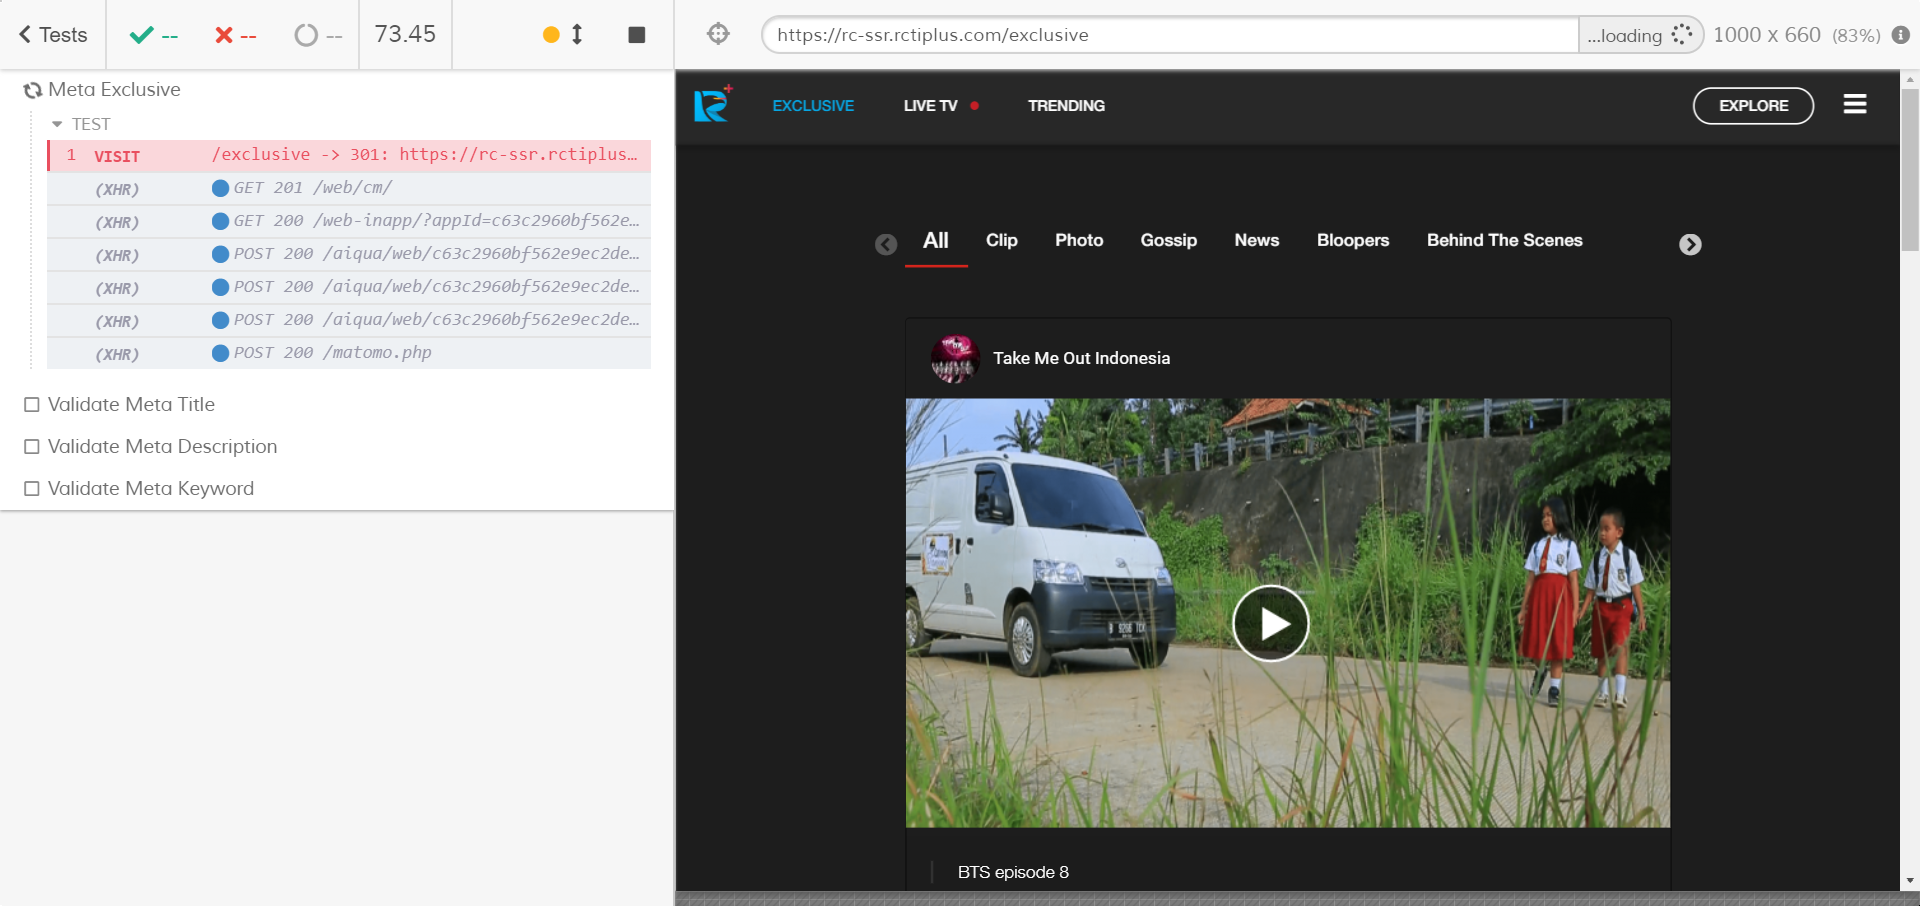 Tests
--
--
--
73.45
https://rc-ssr.rctiplus.com/exclusive
...loading
1000 x 660 (83%)
Meta Exclusive
TEST
1 VISIT /exclusive -> 301: https://rc-ssr.rctiplus…
(XHR) GET 201 /web/cm/
(XHR) GET 200 /web-inapp/?appId=c63c2960bf562e…
(XHR) POST 200 /aiqua/web/c63c2960bf562e9ec2de…
(XHR) POST 200 /aiqua/web/c63c2960bf562e9ec2de…
(XHR) POST 200 /aiqua/web/c63c2960bf562e9ec2de…
(XHR) POST 200 /matomo.php
Validate Meta Title
Validate Meta Description
Validate Meta Keyword
EXCLUSIVE
LIVE TV
TRENDING
EXPLORE
All
Clip
Photo
Gossip
News
Bloopers
Behind The Scenes
Take Me Out Indonesia
BTS episode 8